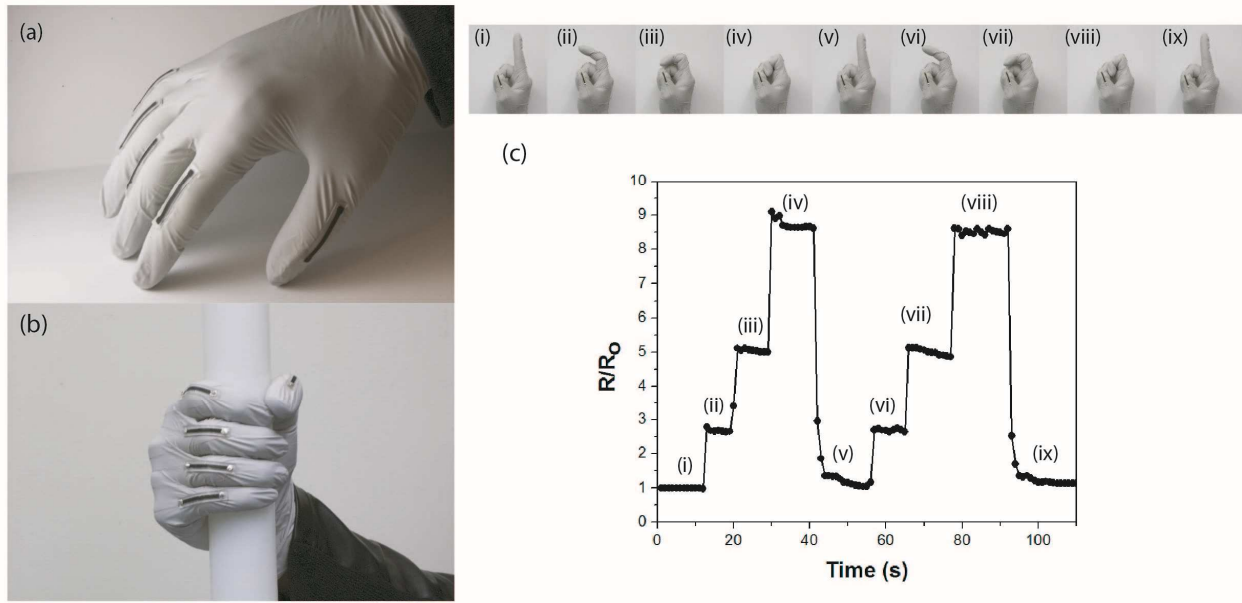 (a)
(b)
(i) (ii) (iii) (iv) (v) (vi) (vii) (viii) (ix)
(c)
10
9
8
7
6
5
4
3
2
1
0
R/Ro
(i)
(ii)
(iii)
(iv)
(v)
(vi)
(vii)
(viii)
(ix)
0 20 40 60 80 100
Time (s)